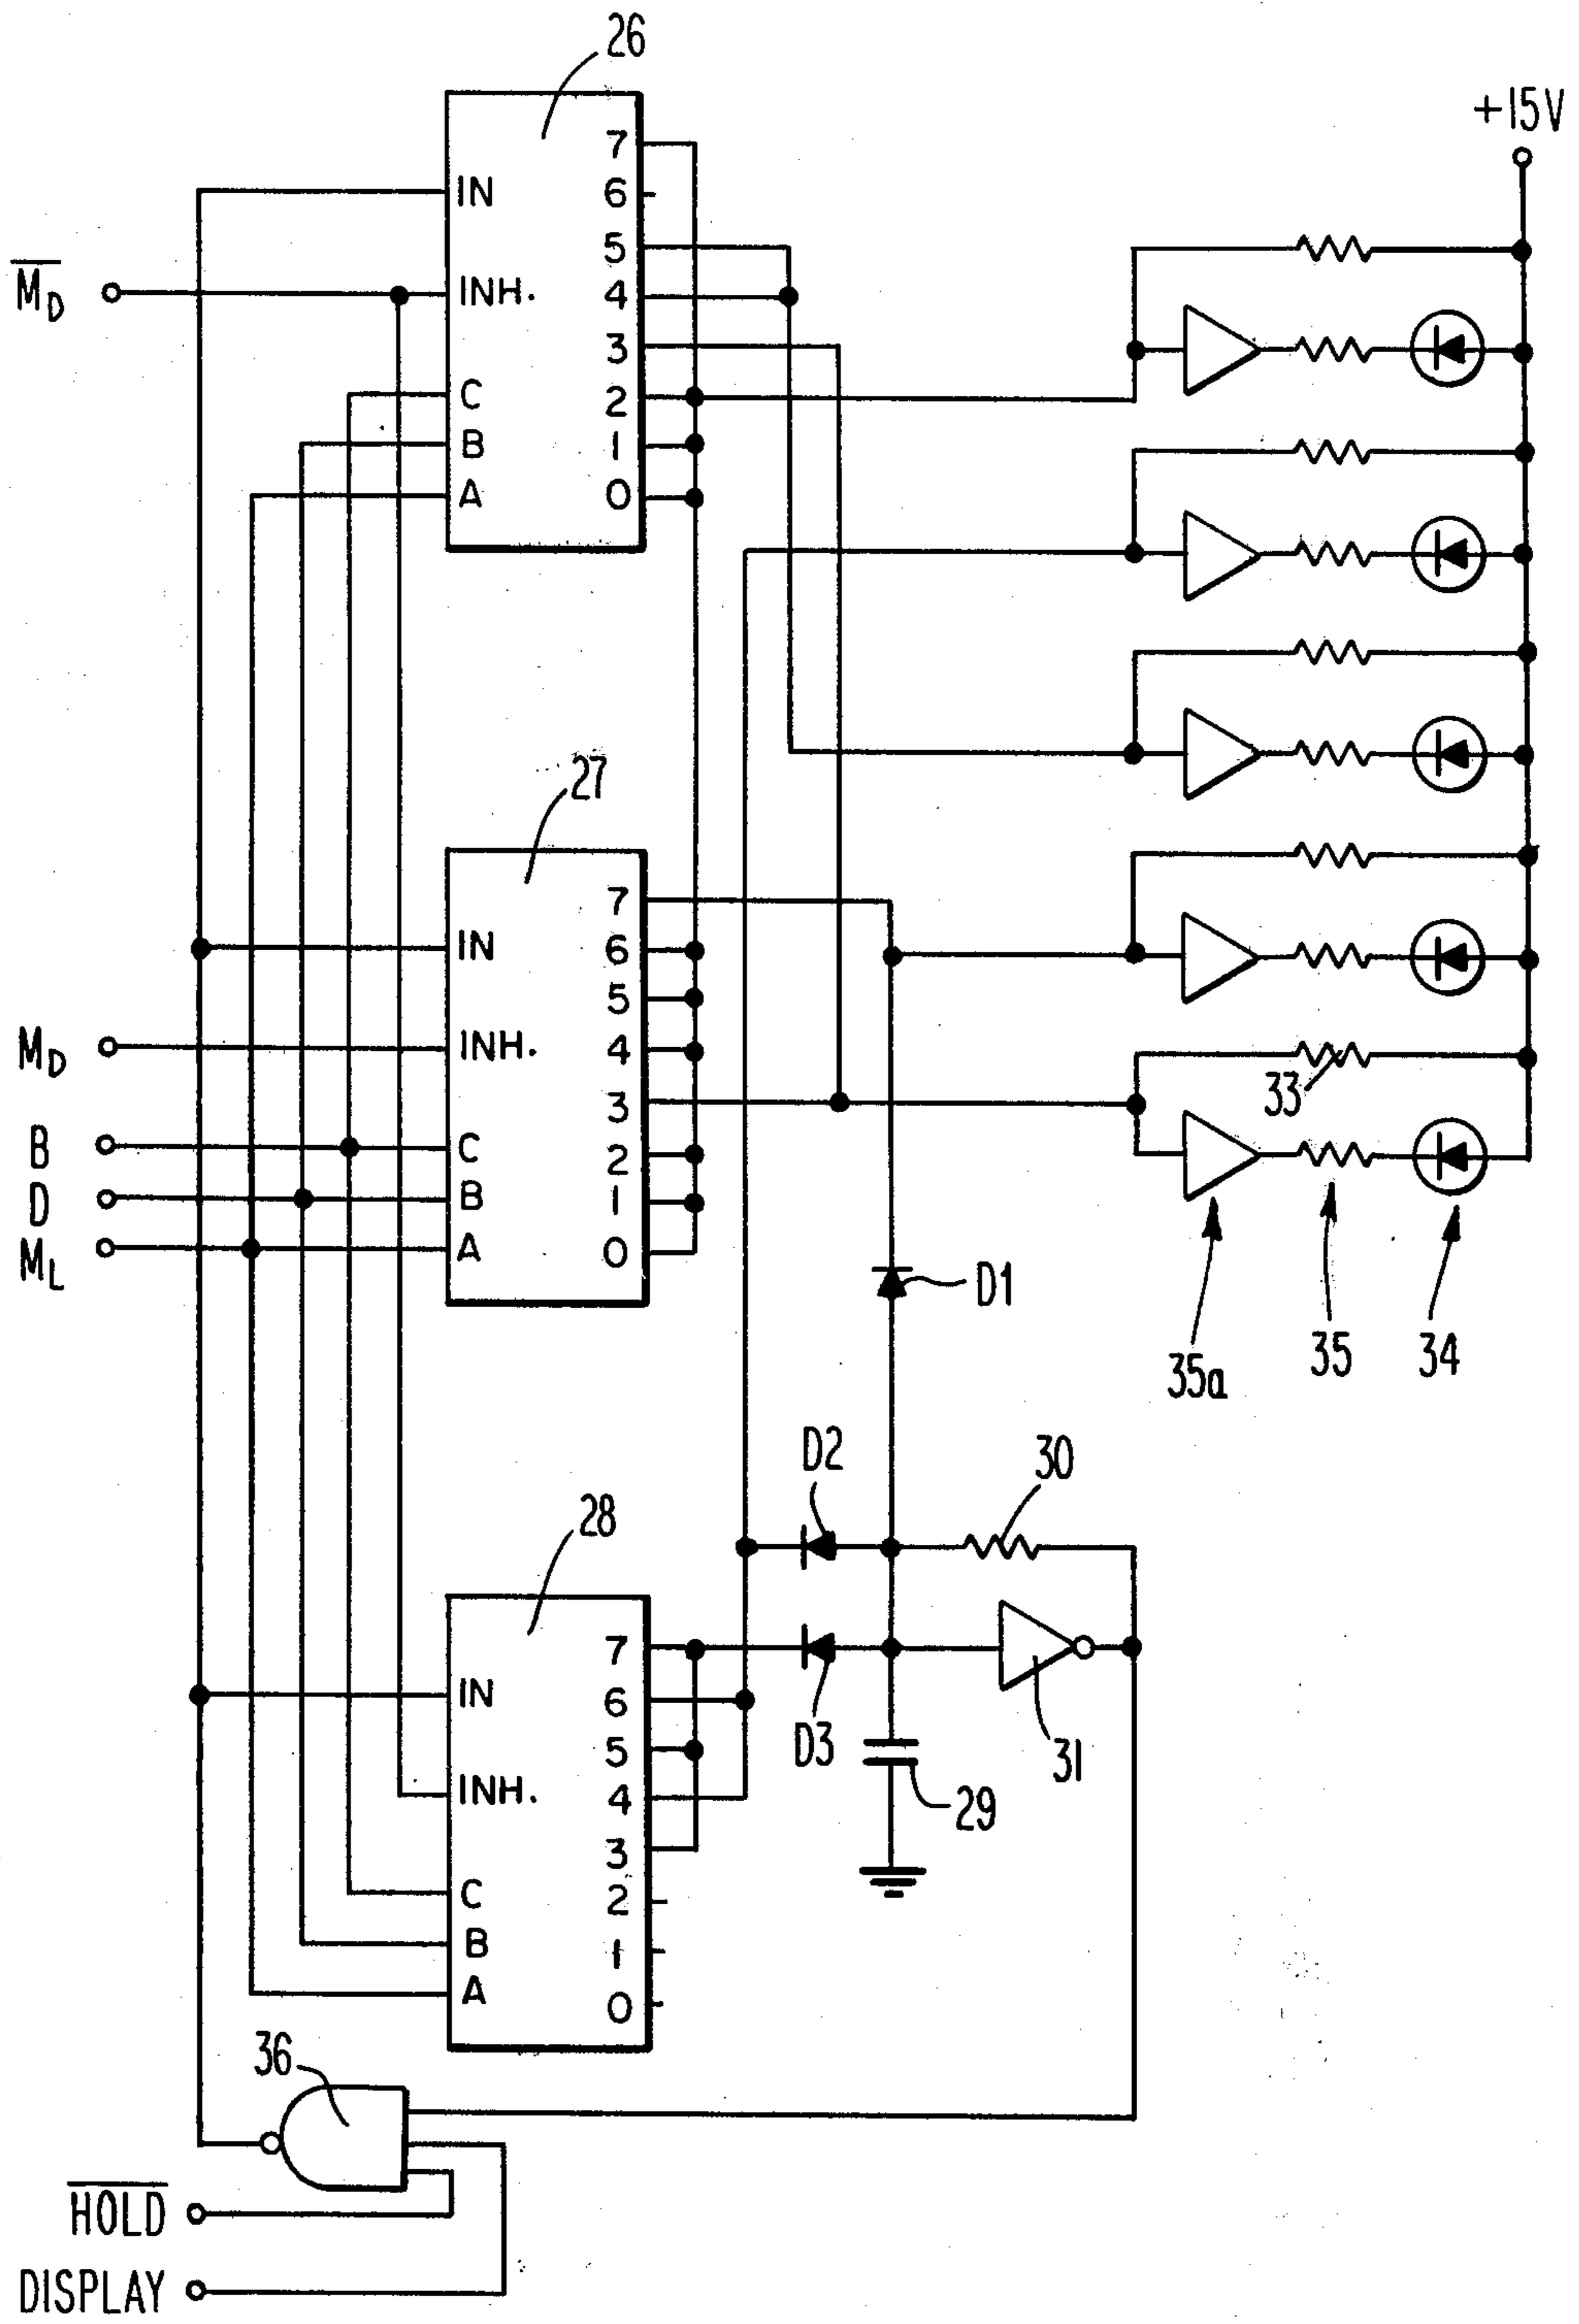 26
+15V
7
IN
6
5
M̅D̅
INH.
4
3
C
2
B
1
A
0
27
7
IN
6
5
MD
INH.
4
33
3
B
C
2
D
B
1
ML
A
0
D1
35a
35
34
D2
30
28
7
IN
6
D3
5
31
INH.
4
29
3
C
2
B
1
A
0
36
H̅O̅L̅D̅
DISPLAY